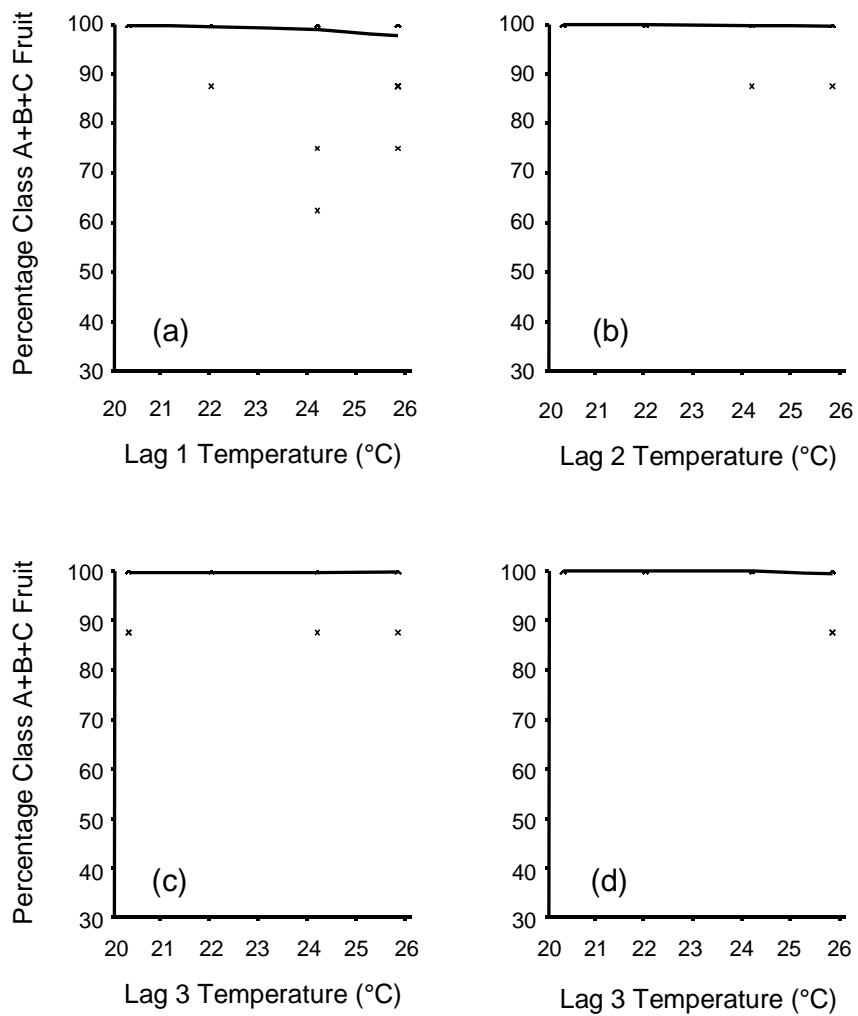 Percentage Class A+B+C Fruit
100
90
80
70
60
50
40
30
(a)
20 21 22 23 24 25 26
Lag 1 Temperature (°C)
100
90
80
70
60
50
40
30
(b)
20 21 22 23 24 25 26
Lag 2 Temperature (°C)
Percentage Class A+B+C Fruit
100
90
80
70
60
50
40
30
(c)
20 21 22 23 24 25 26
Lag 3 Temperature (°C)
100
90
80
70
60
50
40
30
(d)
20 21 22 23 24 25 26
Lag 3 Temperature (°C)